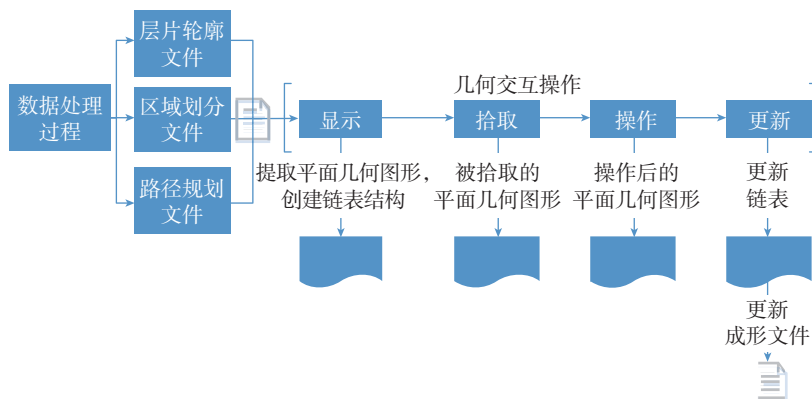 数据处理
过程
层片轮廓
文件
区域划分
文件
路径规划
文件
几何交互操作
显示
拾取
操作
更新
提取平面几何图形，
创建链表结构
被拾取的
平面几何图形
操作后的
平面几何图形
更新
链表
更新
成形文件